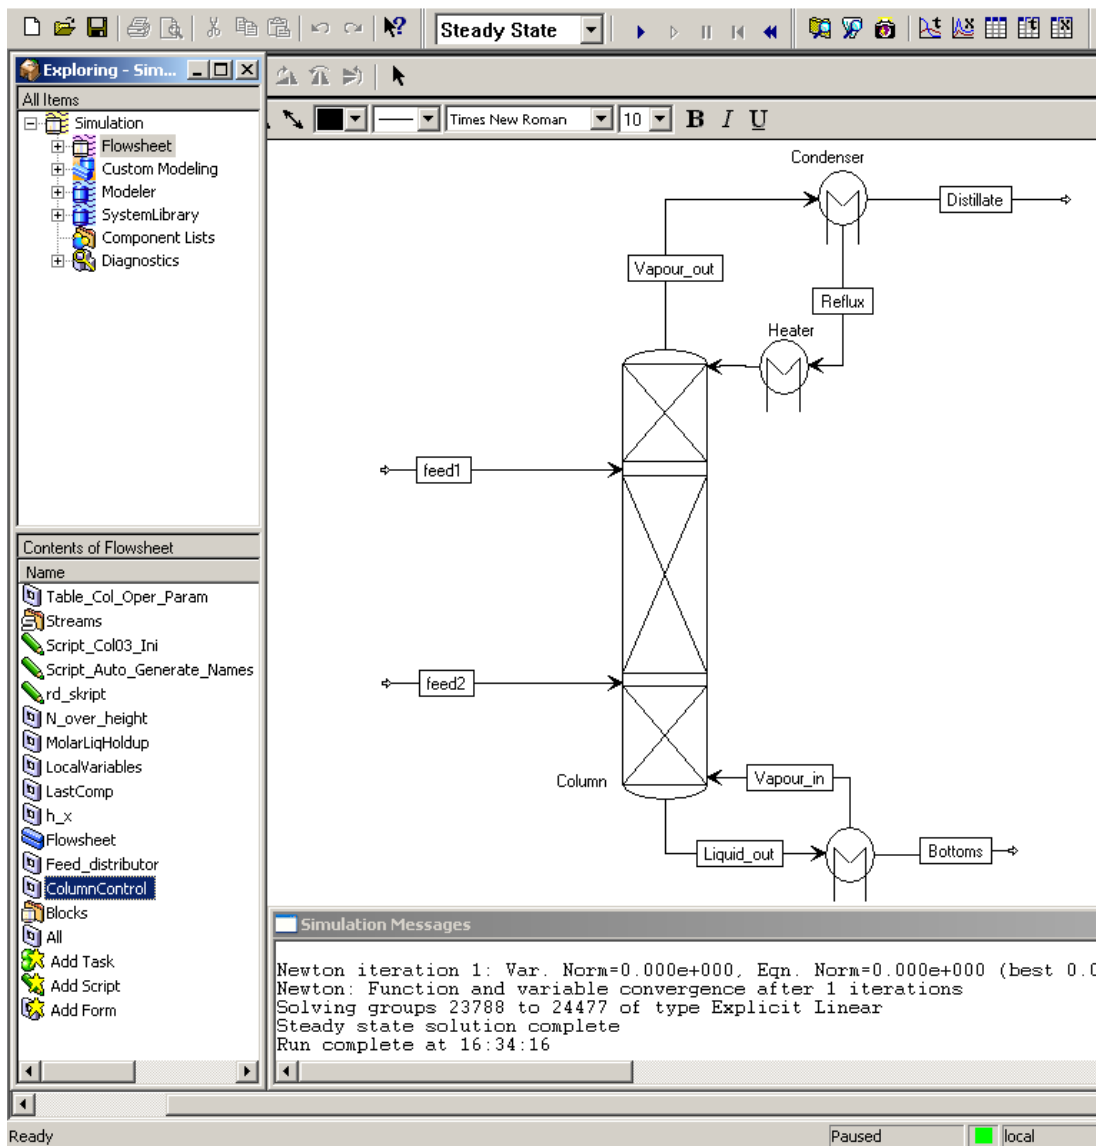 Steady State
Exploring - Sim...
All Items
Simulation
Flowsheet
Custom Modeling
Modeler
SystemLibrary
Component Lists
Diagnostics
Times New Roman
10
B I U
Condenser
Distillate
Vapour_out
Reflux
Heater
feed1
feed2
Column
Vapour_in
Liquid_out
Bottoms
Contents of Flowsheet
Name
Table_Col_Oper_Param
Streams
Script_Col03_Ini
Script_Auto_Generate_Names
rd_skript
N_over_height
MolarLiqHoldup
LocalVariables
LastComp
h_x
Flowsheet
Feed_distributor
ColumnControl
Blocks
All
Add Task
Add Script
Add Form
Simulation Messages
Newton iteration 1: Var. Norm=0.000e+000, Eqn. Norm=0.000e+000 (best 0.0
Newton: Function and variable convergence after 1 iterations
Solving groups 23788 to 24477 of type Explicit Linear
Steady state solution complete
Run complete at 16:34:16
Ready
Paused
local